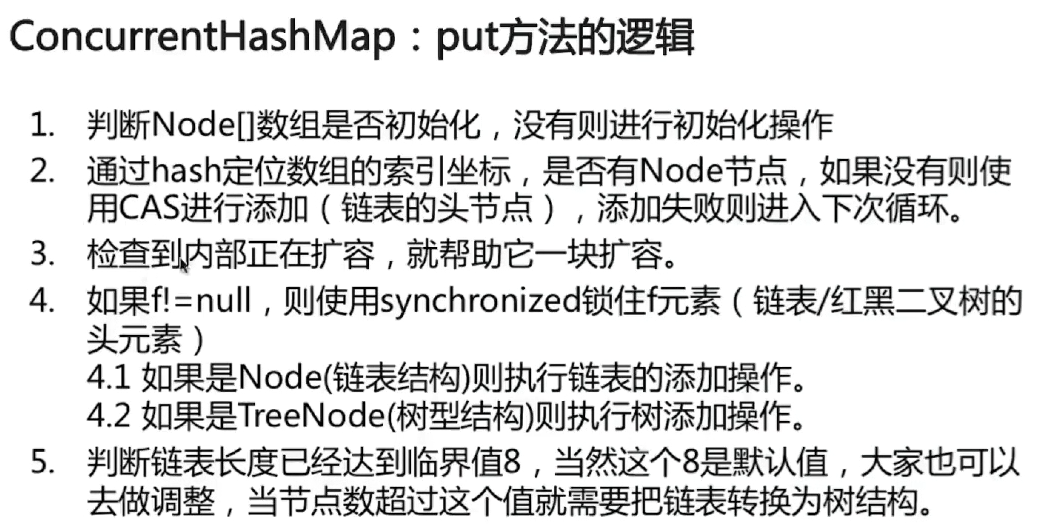 ConcurrentHashMap：put方法的逻辑
1. 判断Node[]数组是否初始化，没有则进行初始化操作
2. 通过hash定位数组的索引坐标，是否有Node节点，如果没有则使
用CAS进行添加（链表的头节点），添加失败则进入下次循环。
3. 检查到内部正在扩容，就帮助它一块扩容。
4. 如果f!=null，则使用synchronized锁住f元素（链表/红黑二叉树的
头元素）
4.1 如果是Node(链表结构)则执行链表的添加操作。
4.2 如果是TreeNode(树型结构)则执行树添加操作。
5. 判断链表长度已经达到临界值8，当然这个8是默认值，大家也可以
去做调整，当节点数超过这个值就需要把链表转换为树结构。